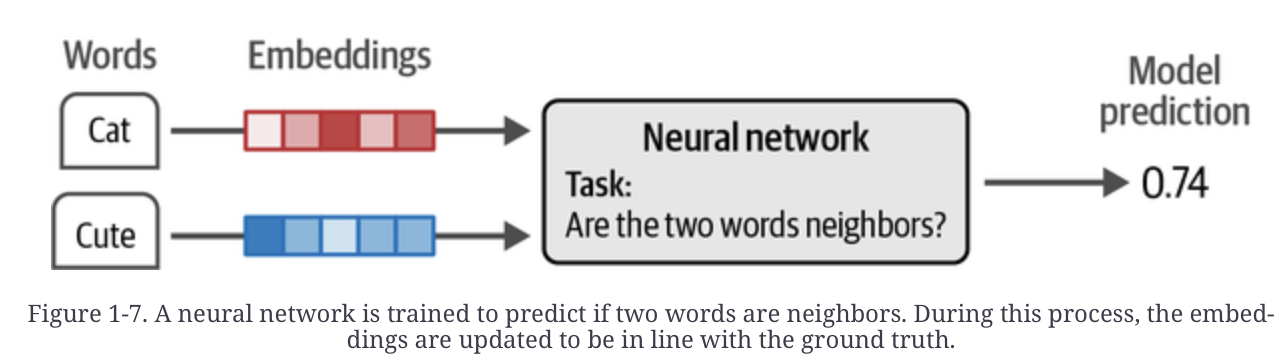 Words
Embeddings
Cat
Cute
Neural network
Task:
Are the two words neighbors?
Model
prediction
0.74
Figure 1-7. A neural network is trained to predict if two words are neighbors. During this process, the embed-
dings are updated to be in line with the ground truth.